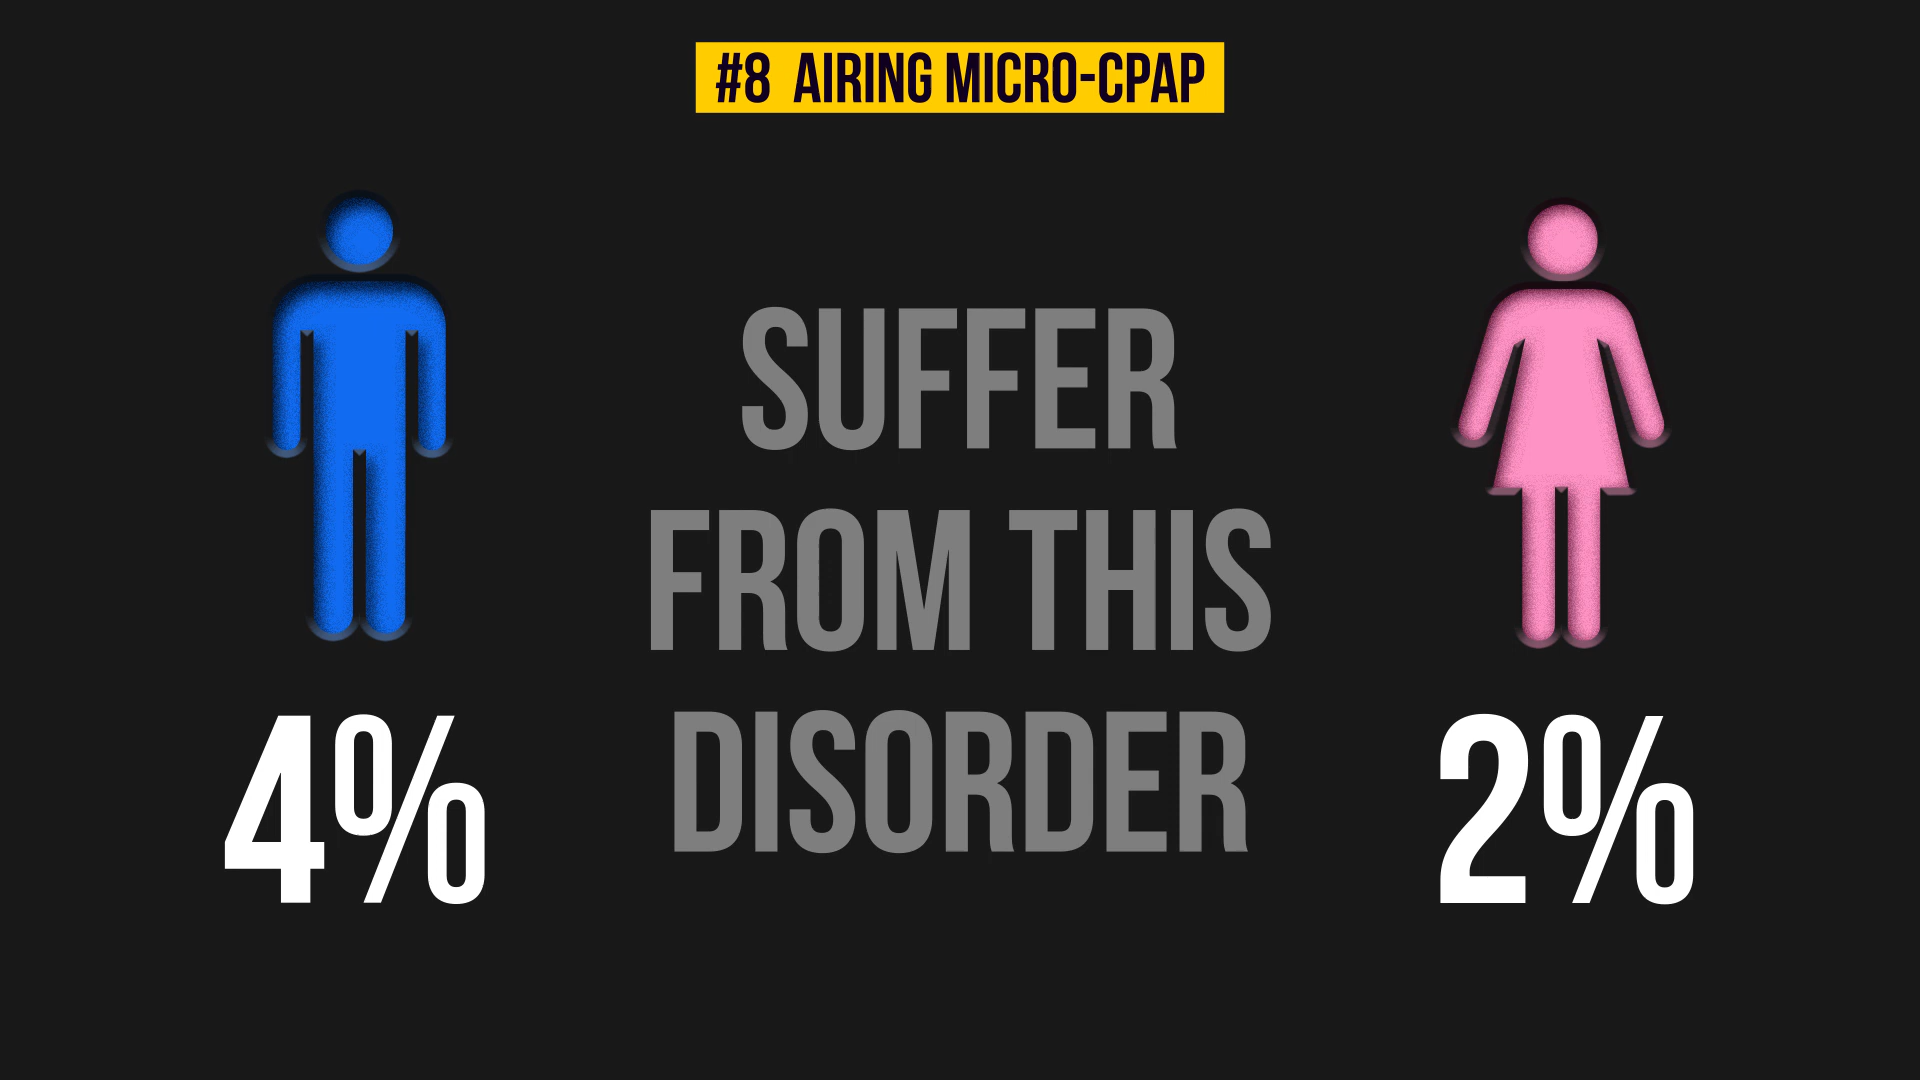 #8 AIRING MICRO-CPAP
SUFFER
FROM THIS
DISORDER
4%
2%